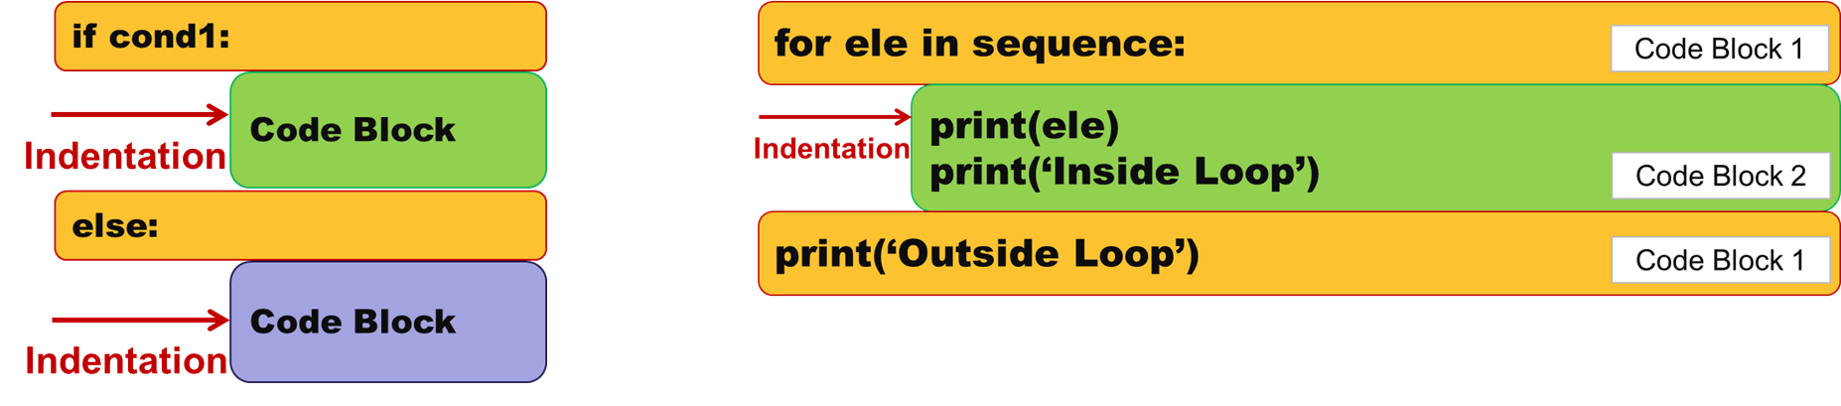 if cond1:
Indentation
Code Block
else:
Indentation
Code Block
for ele in sequence:
Code Block 1
Indentation
print(ele)
print(‘Inside Loop’)
Code Block 2
print(‘Outside Loop’)
Code Block 1